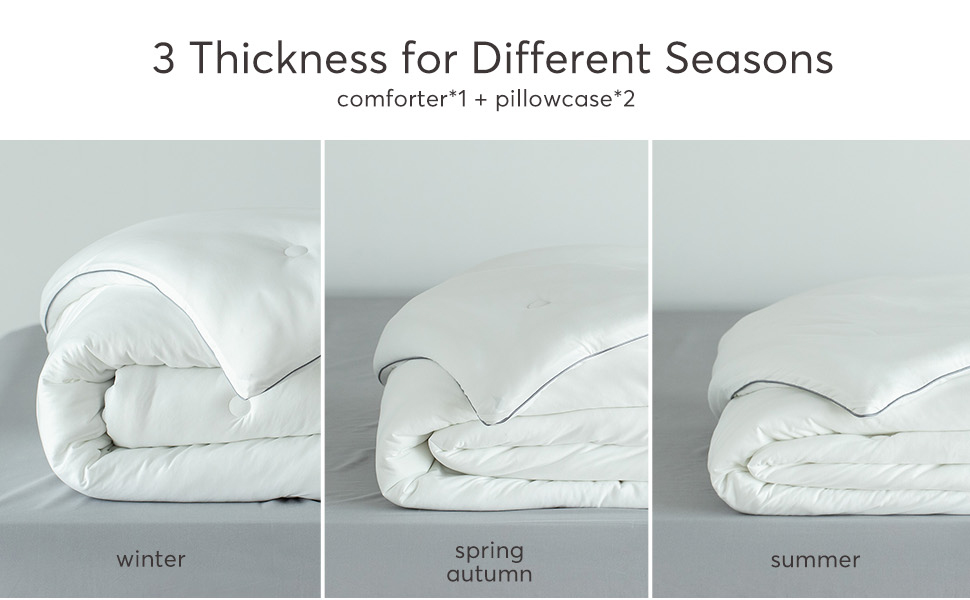 3 Thickness for Different Seasons
comforter*1 + pillowcase*2
winter
spring
autumn
summer